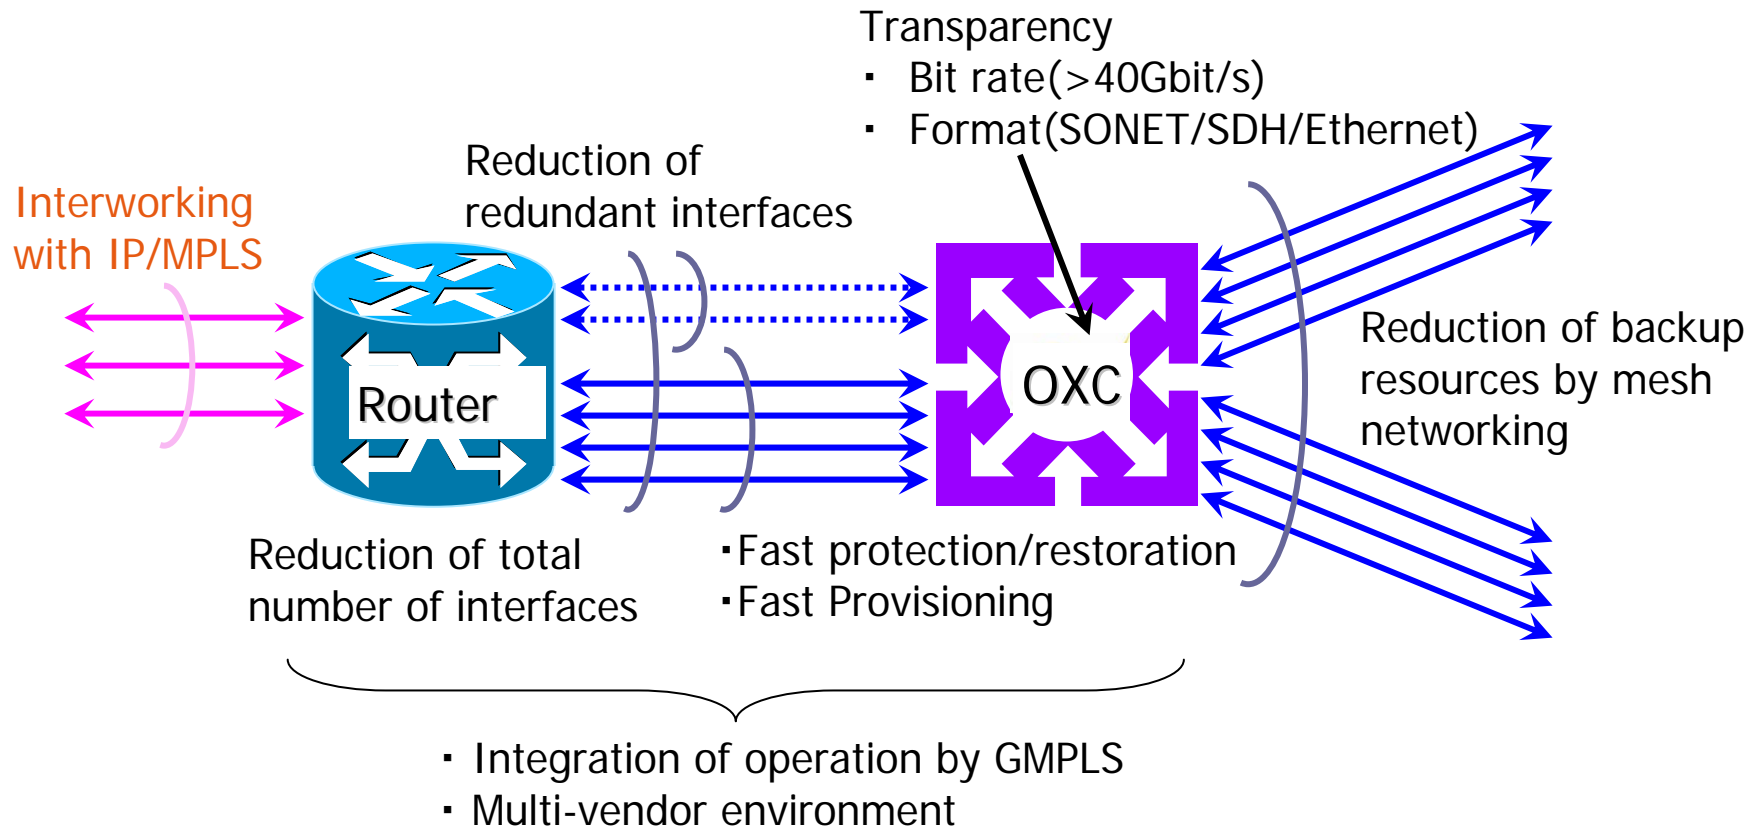 Transparency
・ Bit rate(>40Gbit/s)
・ Format(SONET/SDH/Ethernet)
Reduction of
redundant interfaces
Interworking
with IP/MPLS
Router
OXC
Reduction of backup
resources by mesh
networking
Reduction of total
number of interfaces
・Fast protection/restoration
・Fast Provisioning
・ Integration of operation by GMPLS
・ Multi-vendor environment